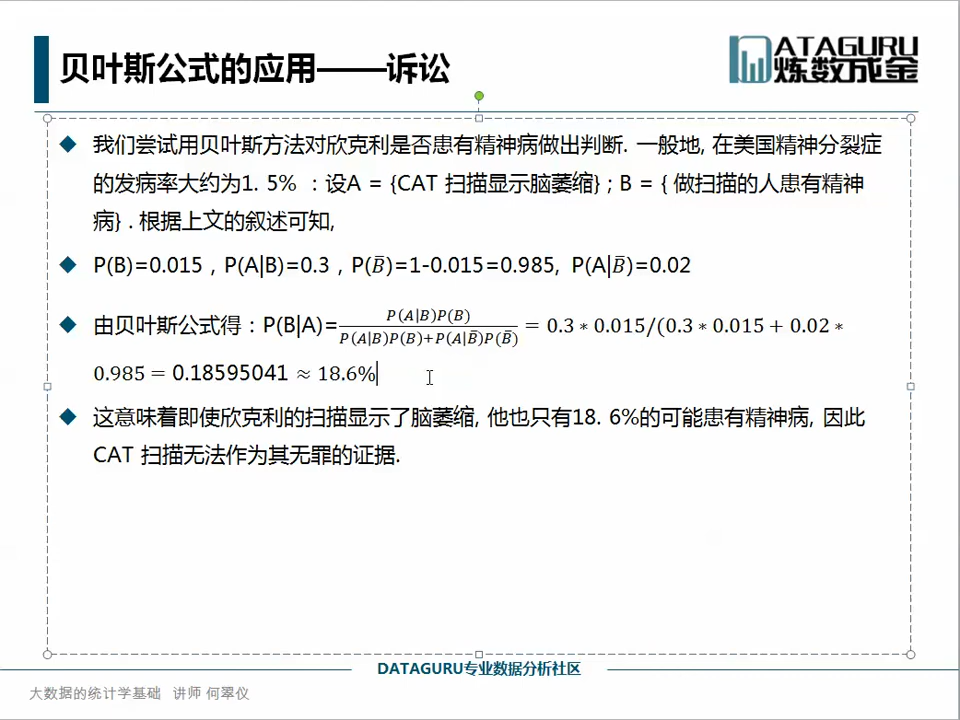 贝叶斯公式的应用——诉讼
DATAGURU
炼数成金
我们尝试用贝叶斯方法对欣克利是否患有精神病做出判断. 一般地, 在美国精神分裂症
的发病率大约为1. 5% ：设A = {CAT 扫描显示脑萎缩} ; B = { 做扫描的人患有精神
病} . 根据上文的叙述可知,
P(B)=0.015，P(A|B)=0.3，P(B̄)=1-0.015=0.985, P(A|B̄)=0.02
由贝叶斯公式得：P(B|A)=P(A|B)P(B)/P(A|B)P(B)+P(A|B̄)P(B̄) = 0.3 * 0.015/(0.3 * 0.015 + 0.02 *
0.985 = 0.18595041 ≈ 18.6%
这意味着即使欣克利的扫描显示了脑萎缩, 他也只有18. 6%的可能患有精神病, 因此
CAT 扫描无法作为其无罪的证据.
DATAGURU专业数据分析社区
大数据的统计学基础 讲师 何翠仪